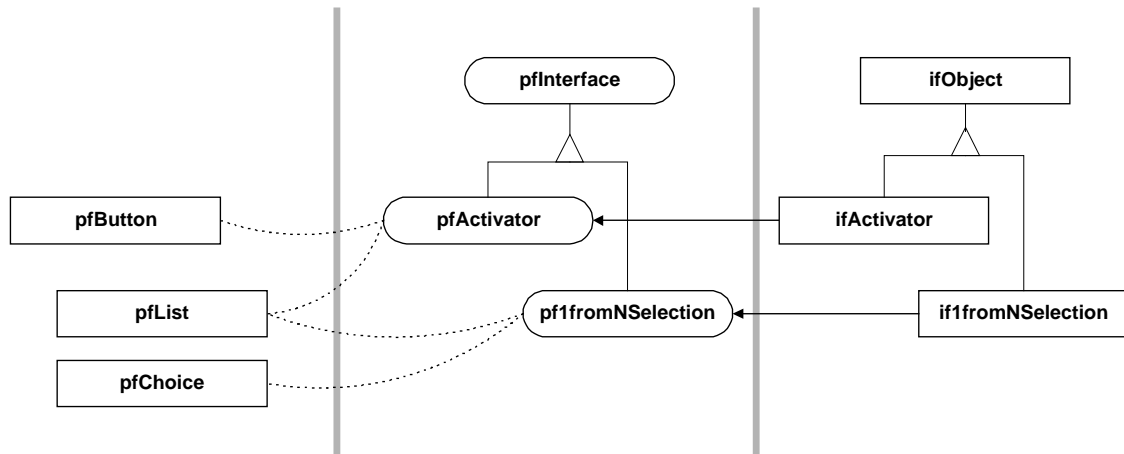 pfInterface
ifObject
pfButton
pfActivator
ifActivator
pfList
pf1fromNSelection
if1fromNSelection
pfChoice